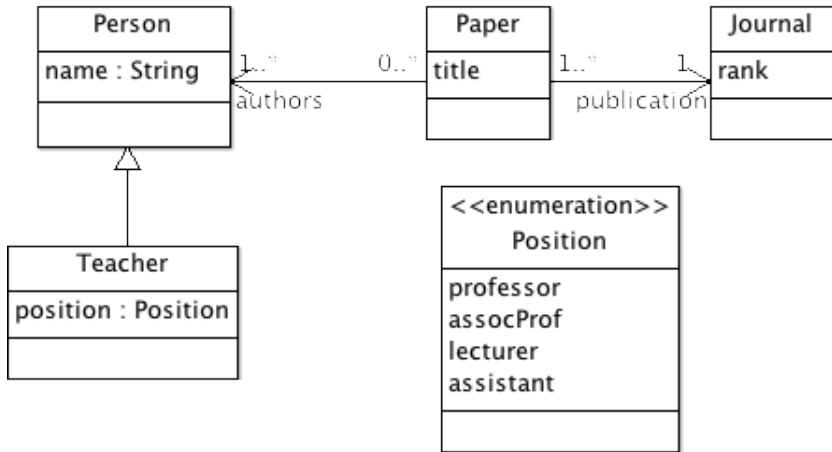 Person
name : String
1..*
authors
0..*
Paper
title
1..*
publication
1
Journal
rank
Teacher
position : Position
<<enumeration>>
Position
professor
assocProf
lecturer
assistant